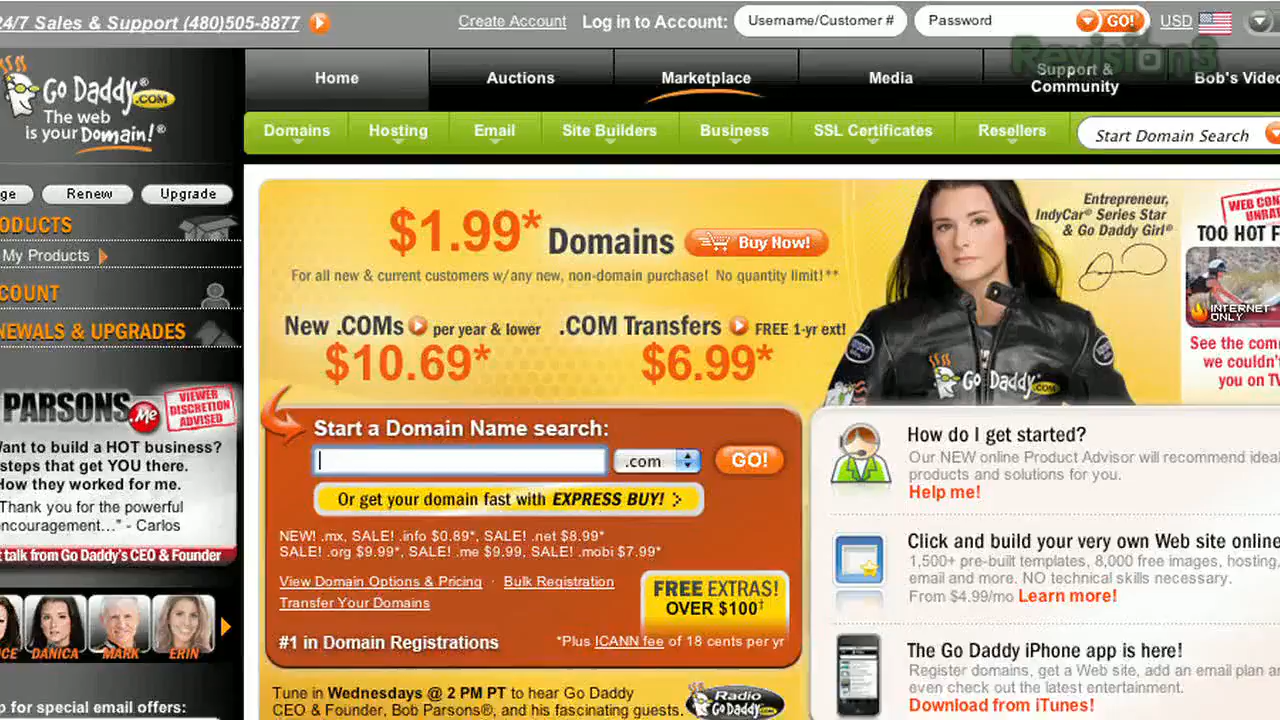 24/7 Sales & Support (480)505-8877
Create Account
Log in to Account:
Username/Customer #
Password
GO!
USD
Revision3
Go Daddy®
.COM
The web
is your Domain!®
Home
Auctions
Marketplace
Media
Support &
Community
Bob's Video
Domains
Hosting
Email
Site Builders
Business
SSL Certificates
Resellers
Start Domain Search
ge
Renew
Upgrade
ODUCTS
My Products
COUNT
NEWALS & UPGRADES
PARSONS.Me
VIEWER
DISCRETION
ADVISED
ant to build a HOT business?
steps that get YOU there.
How they worked for me.
Thank you for the
ncouragement…" - Carlos
t talk from Go Daddy's CEO & Founder
CE
DANICA
MARK
ERIN
p for special email offers:
$1.99* Domains
Buy Now!
For all new & current customers w/any new, non-domain purchase! No quantity limit!**
New .COMs per year & lower
$10.69*
.COM Transfers FREE 1-yr ext!
$6.99*
Entrepreneur,
IndyCar® Series Star
& Go Daddy Girl®
Go Daddy
.COM
WEB CON
UNRA
TOO HOT F
INTERNET
ONLY
See the com
we couldn't
you on TV
Start a Domain Name search:
.com
GO!
Or get your domain fast with EXPRESS BUY! >
NEW! .mx, SALE! .info $0.89*, SALE! .net $8.99*
SALE! .org $9.99*, SALE! .me $9.99, SALE! .mobi $7.99*
View Domain Options & Pricing · Bulk Registration
Transfer Your Domains
FREE EXTRAS!
OVER $100†
#1 in Domain Registrations
*Plus ICANN fee of 18 cents per yr
Tune in Wednesdays @ 2 PM PT to hear Go Daddy
CEO & Founder, Bob Parsons®, and his fascinating guests.
Radio
Go Daddy
.COM
How do I get started?
Our NEW online Product Advisor will recommend ideal
products and solutions for you.
Help me!
Click and build your very own Web site online
1,500+ pre-built templates, 8,000 free images, hosting,
email and more. NO technical skills necessary.
From $4.99/mo Learn more!
The Go Daddy iPhone app is here!
Register domains, get a Web site, add an email plan a
even check out the latest entertainment.
Download from iTunes!